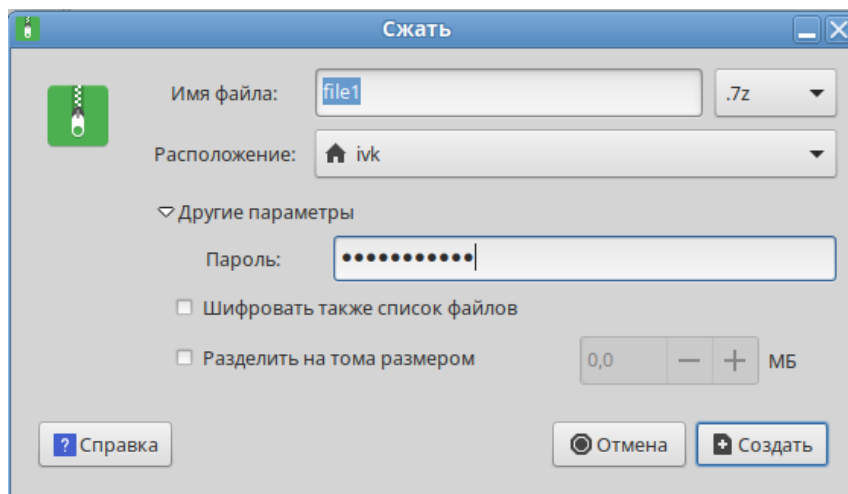 Сжать
Имя файла: file1 .7z
Расположение: ivk
Другие параметры
Пароль: •••••••••••
Шифровать также список файлов
Разделить на тома размером 0,0 МБ
? Справка Отмена Создать